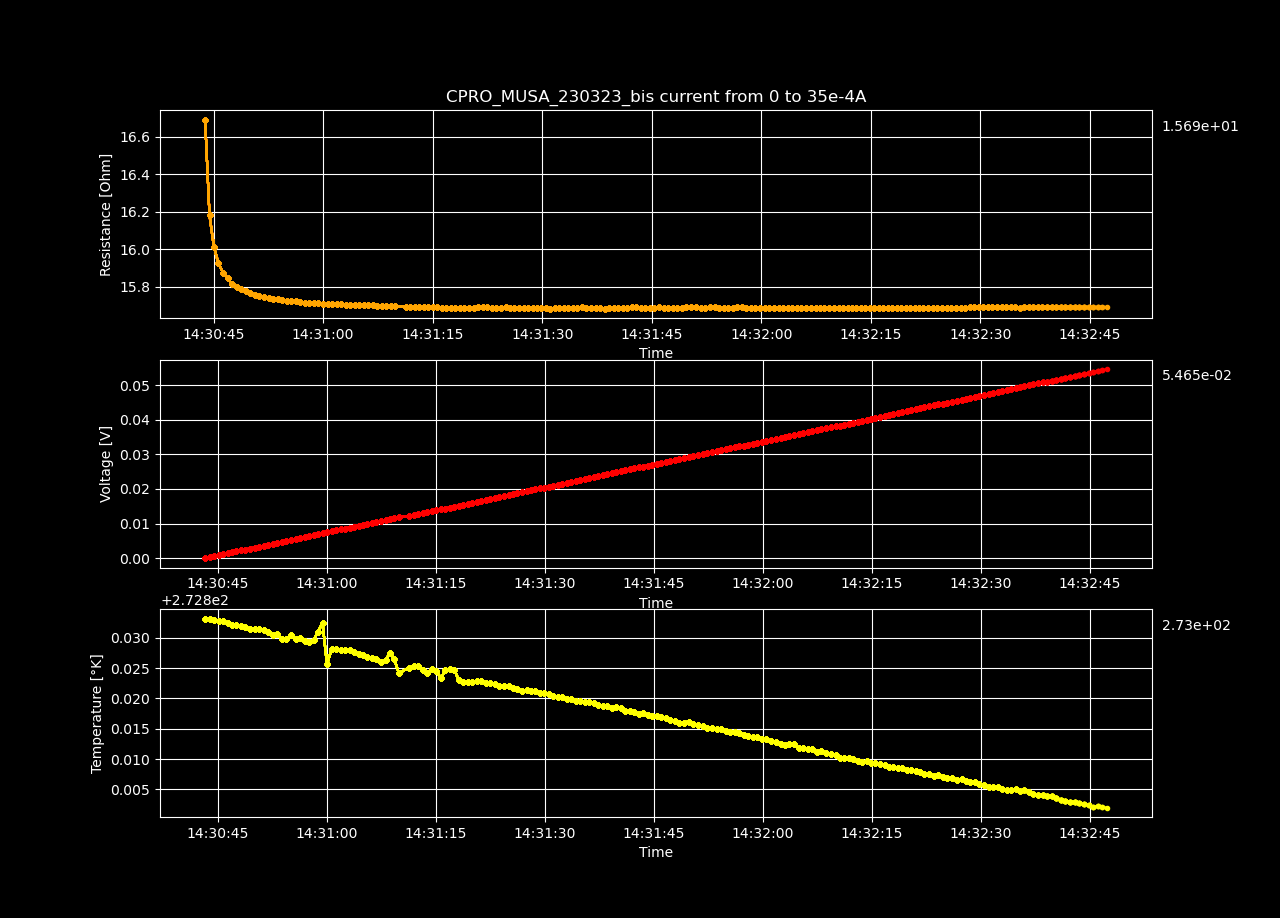 CPRO_MUSA_230323_bis current from 0 to 35e-4A
1.569e+01
Resistance [Ohm]
16.6
16.4
16.2
16.0
15.8
14:30:45 14:31:00 14:31:15 14:31:30 14:31:45 14:32:00 14:32:15 14:32:30 14:32:45
Time
5.465e-02
Voltage [V]
0.05
0.04
0.03
0.02
0.01
0.00
14:30:45 14:31:00 14:31:15 14:31:30 14:31:45 14:32:00 14:32:15 14:32:30 14:32:45
Time
+2.728e2
2.73e+02
Temperature [°K]
0.030
0.025
0.020
0.015
0.010
0.005
14:30:45 14:31:00 14:31:15 14:31:30 14:31:45 14:32:00 14:32:15 14:32:30 14:32:45
Time